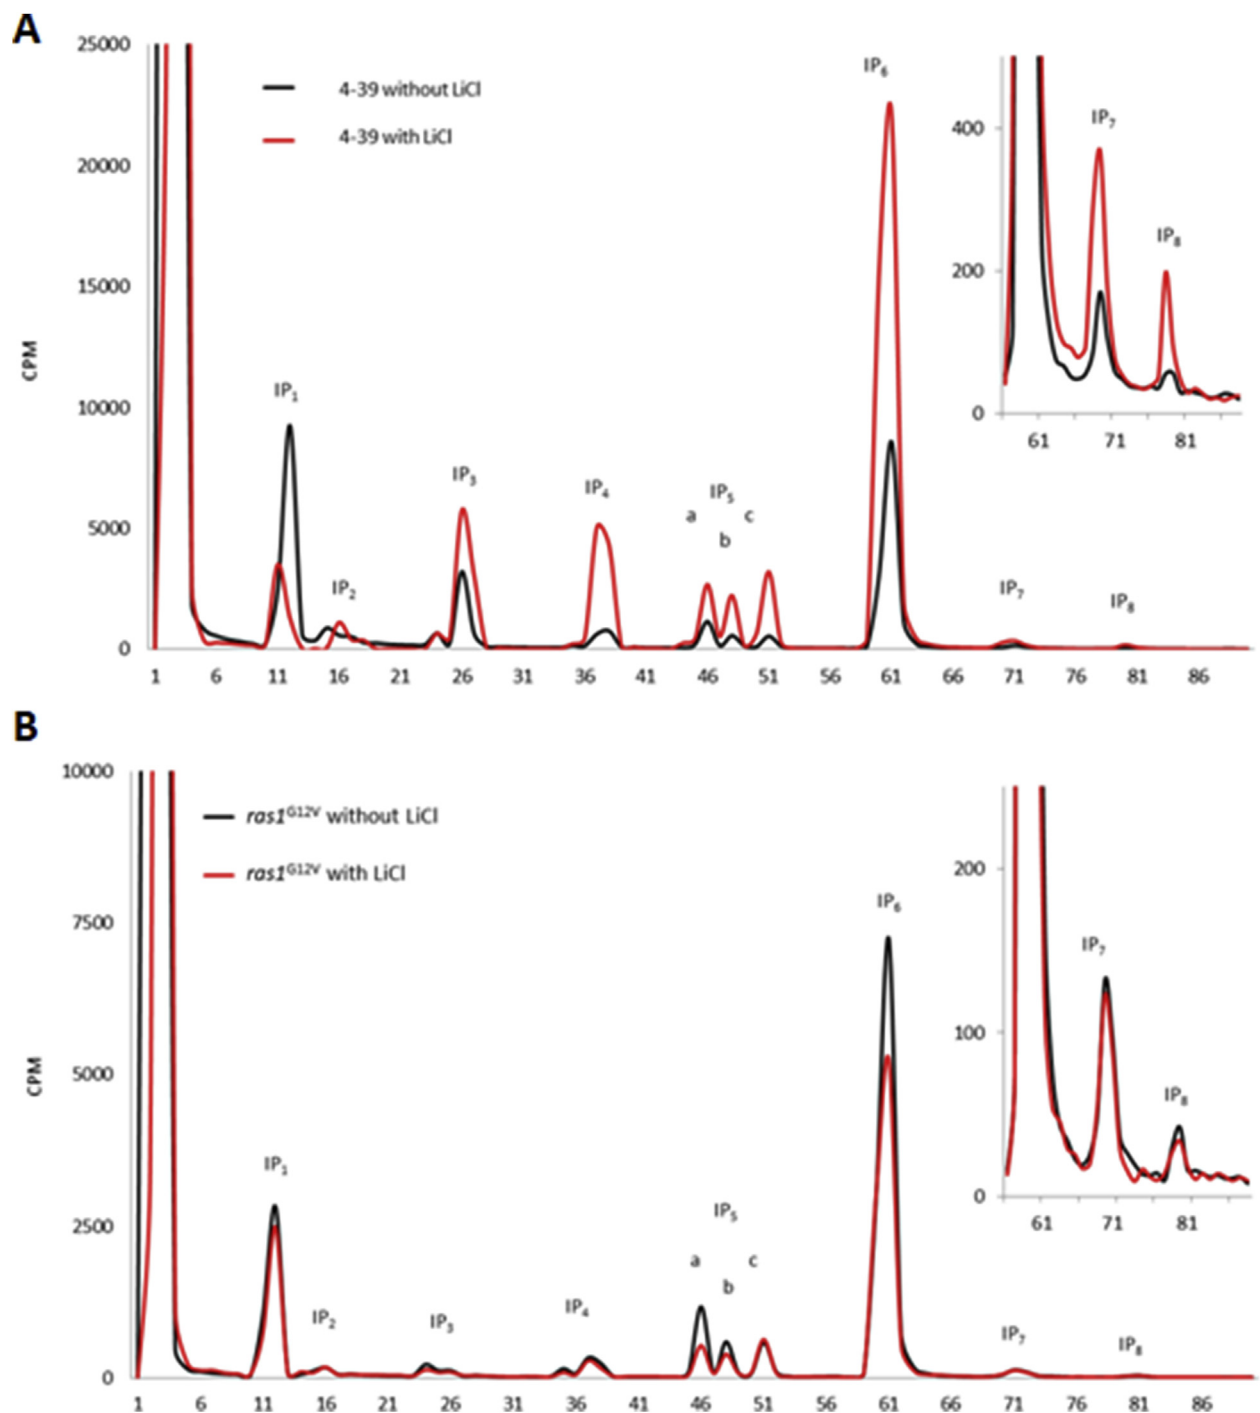 A
25000
20000
15000
10000
5000
0
CPM
4-39 without LiCl
4-39 with LiCl
IP₁
IP₂
IP₃
IP₄
IP₅
a
b
c
IP₆
IP₇
IP₈
1 6 11 16 21 26 31 36 41 46 51 56 61 66 71 76 81 86
400
200
0
IP₇
IP₈
61 71 81
B
10000
7500
5000
2500
0
CPM
ras1ᴳ¹²ⱽ without LiCl
ras1ᴳ¹²ⱽ with LiCl
IP₁
IP₂
IP₃
IP₄
IP₅
a
b
c
IP₆
IP₇
IP₈
1 6 11 16 21 26 31 36 41 46 51 56 61 66 71 76 81 86
200
100
0
IP₇
IP₈
61 71 81